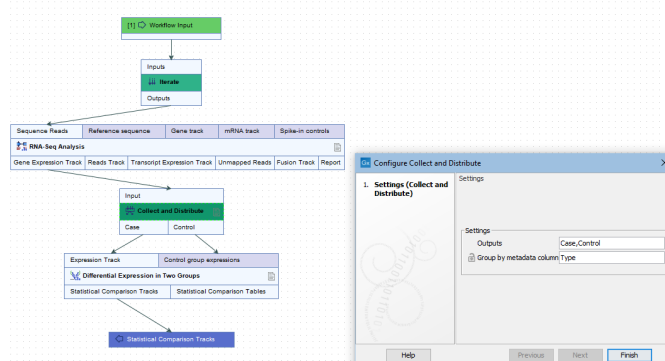 [1] Workflow Input
Inputs
Iterate
Outputs
Sequence Reads Reference sequence Gene track mRNA track Spike-in controls
RNA-Seq Analysis
Gene Expression Track Reads Track Transcript Expression Track Unmapped Reads Fusion Track Report
Input
Collect and Distribute
Case Control
Expression Track Control group expressions
Differential Expression in Two Groups
Statistical Comparison Tracks Statistical Comparison Tables
Statistical Comparison Tracks
Configure Collect and Distribute
1. Settings (Collect and
Distribute)
Settings
Settings
Outputs Case,Control
Group by metadata column Type
Help Previous Next Finish